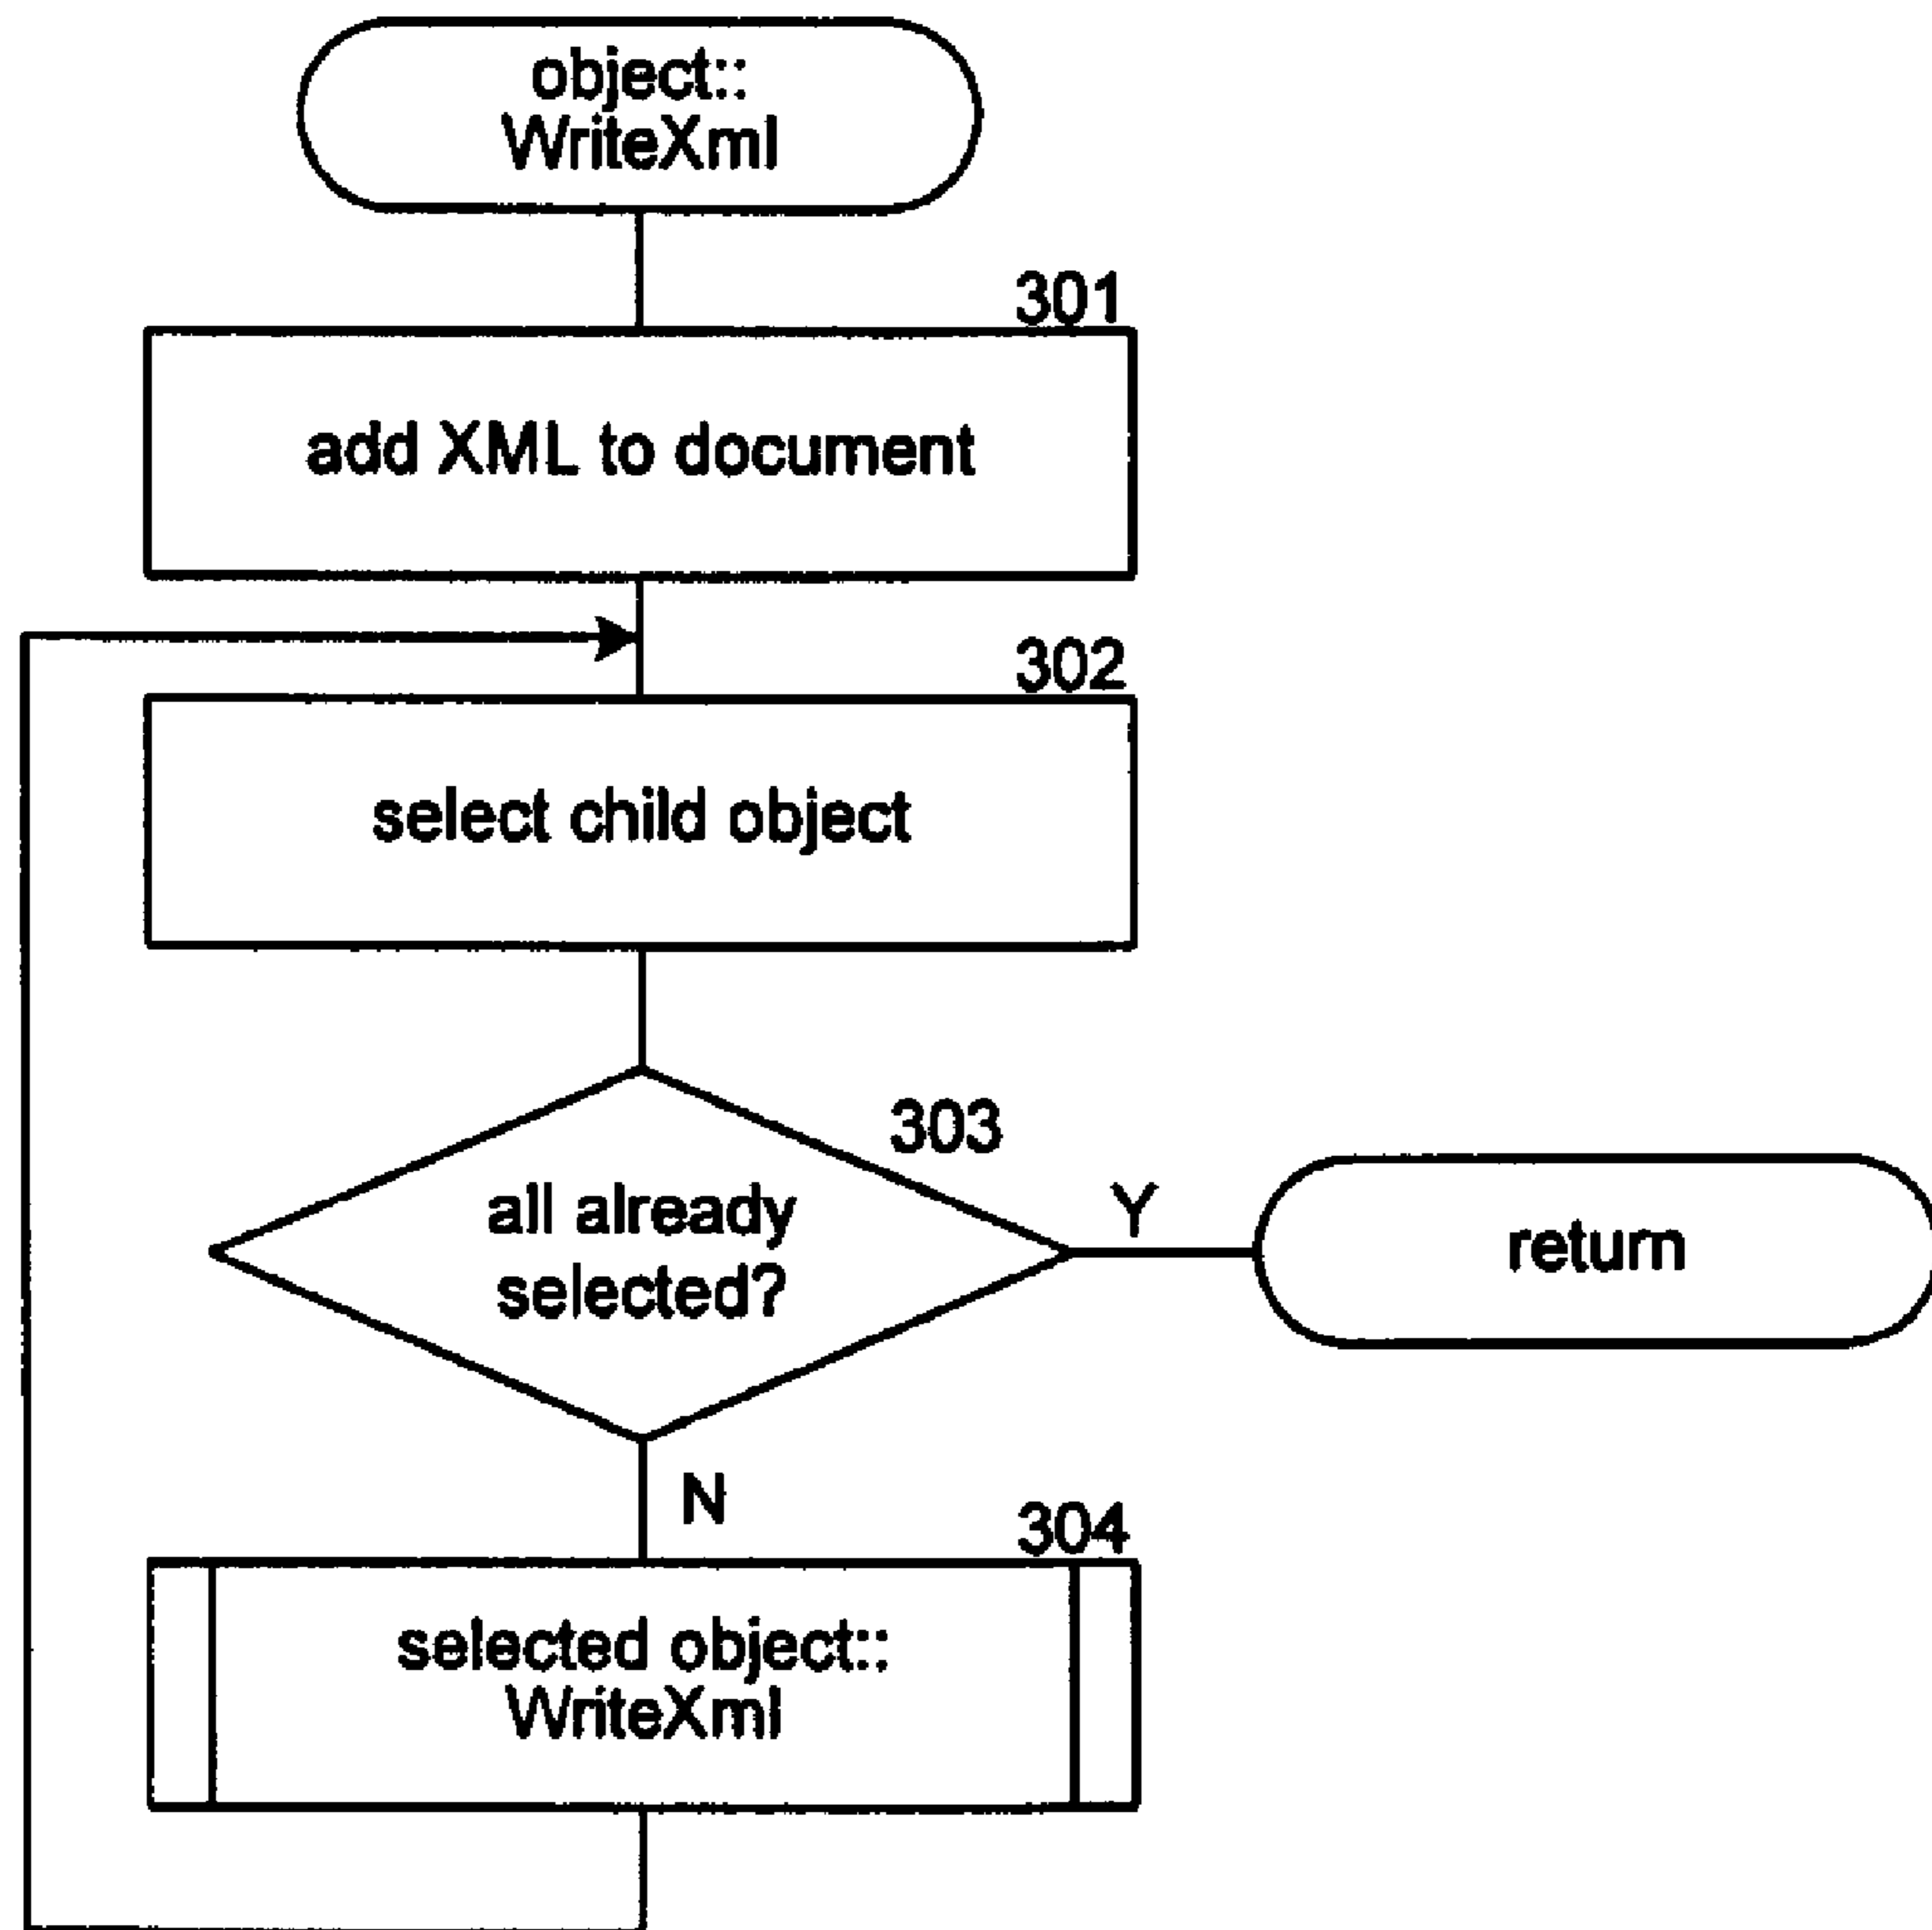 object::
WriteXml
301
add XML to document
302
select child object
303
all already
selected?
Y
return
N
304
selected object::
WriteXml